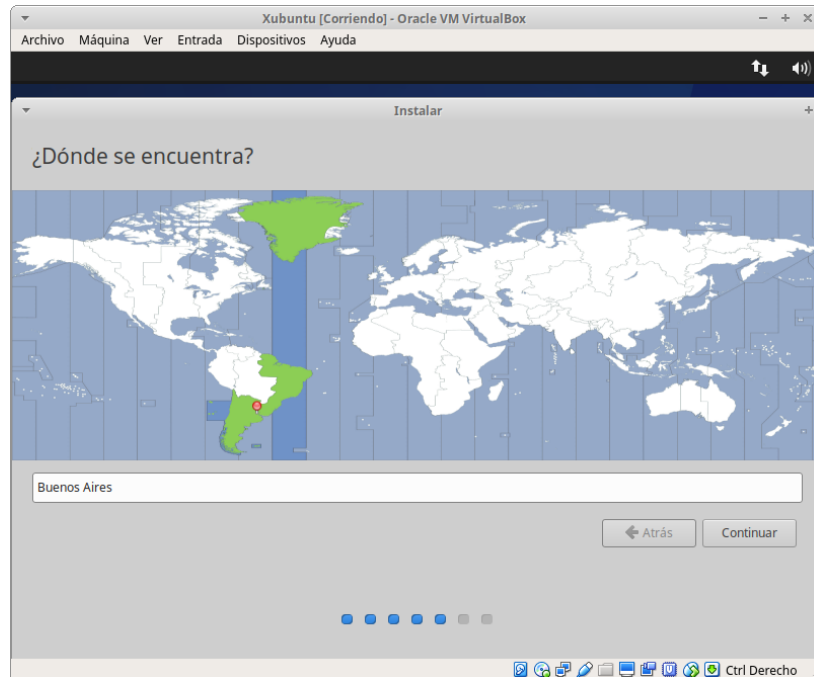 Xubuntu [Corriendo] - Oracle VM VirtualBox
Archivo Máquina Ver Entrada Dispositivos Ayuda
Instalar
¿Dónde se encuentra?
Buenos Aires
Atrás Continuar
Ctrl Derecho